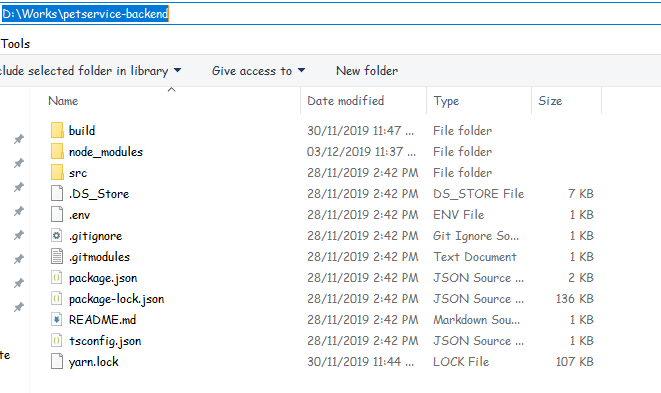 D:\Works\petservice-backend
Tools
clude selected folder in library Give access to New folder
Name Date modified Type Size
build 30/11/2019 11:47 ... File folder
node_modules 03/12/2019 11:37 ... File folder
src 28/11/2019 2:42 PM File folder
.DS_Store 28/11/2019 2:42 PM DS_STORE File 7 KB
.env 28/11/2019 2:42 PM ENV File 1 KB
.gitignore 28/11/2019 2:42 PM Git Ignore So... 1 KB
.gitmodules 28/11/2019 2:42 PM Text Document 1 KB
package.json 28/11/2019 2:42 PM JSON Source ... 2 KB
package-lock.json 28/11/2019 2:42 PM JSON Source ... 136 KB
README.md 28/11/2019 2:42 PM Markdown Sou... 1 KB
tsconfig.json 28/11/2019 2:42 PM JSON Source ... 1 KB
te
yarn.lock 30/11/2019 11:44 ... LOCK File 107 KB